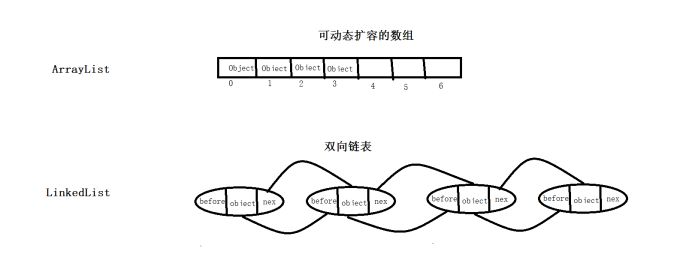 可动态扩容的数组
ArrayList
Object Object Object Object
0 1 2 3 4 5 6
双向链表
LinkedList
before object nex before object nex before object nex before object nex